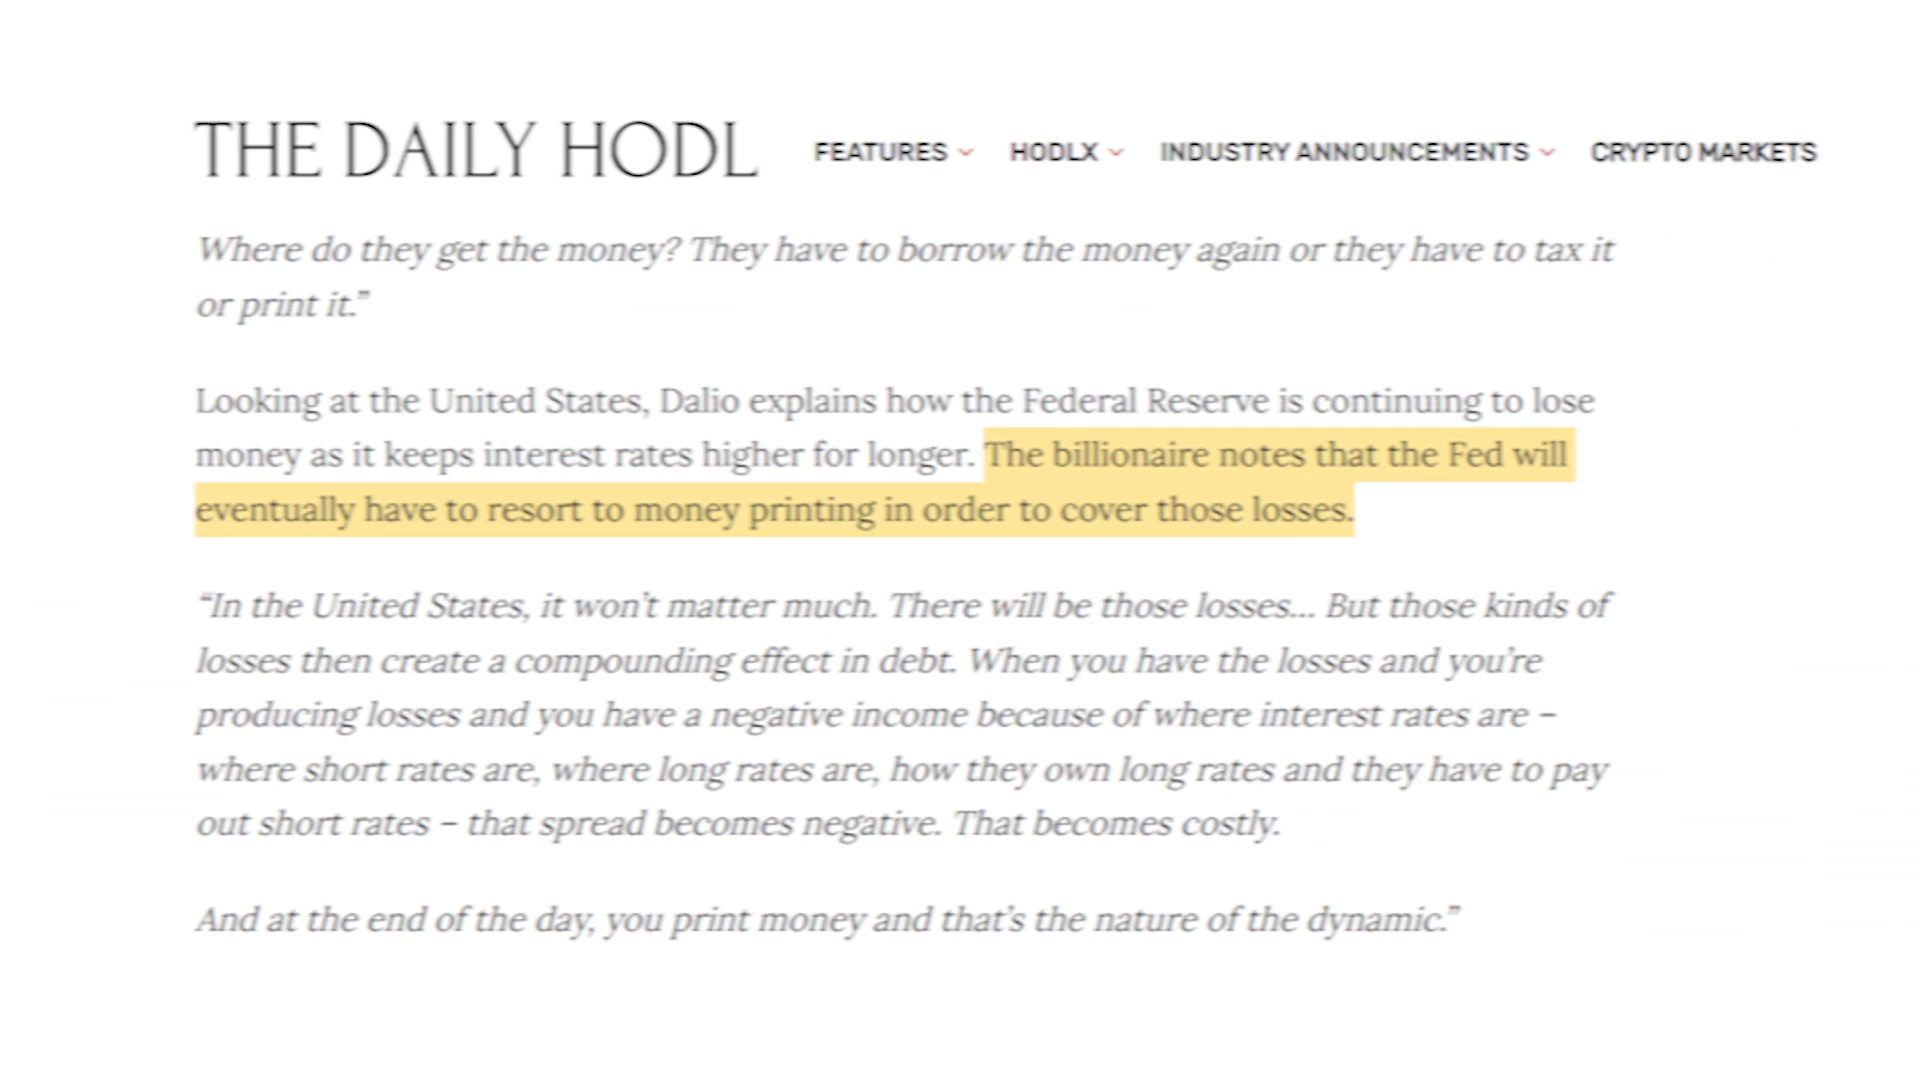 THE DAILY HODL FEATURES HODLX INDUSTRY ANNOUNCEMENTS CRYPTO MARKETS
Where do they get the money? They have to borrow the money again or they have to tax it
or print it.”
Looking at the United States, Dalio explains how the Federal Reserve is continuing to lose
money as it keeps interest rates higher for longer. The billionaire notes that the Fed will
eventually have to resort to money printing in order to cover those losses.
“In the United States, it won’t matter much. There will be those losses... But those kinds of
losses then create a compounding effect in debt. When you have the losses and you’re
producing losses and you have a negative income because of where interest rates are –
where short rates are, where long rates are, how they own long rates and they have to pay
out short rates – that spread becomes negative. That becomes costly.
And at the end of the day, you print money and that’s the nature of the dynamic.”